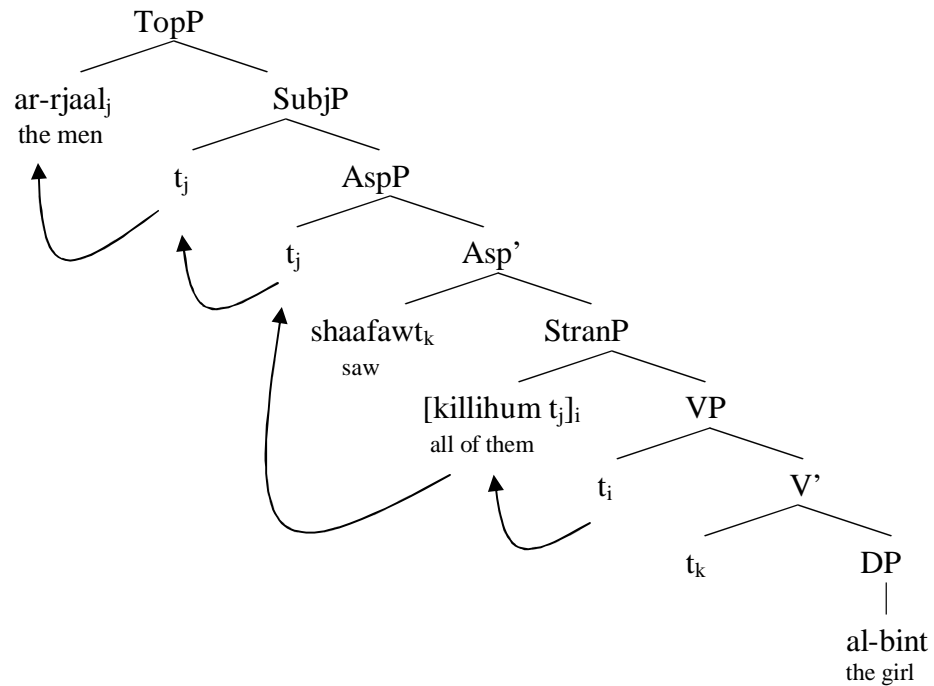 TopP
ar-rjaalⱼ SubjP
the men
tⱼ AspP
tⱼ Asp’
shaafawtₖ StranP
saw
[killihum tⱼ]ᵢ VP
all of them
tᵢ V’
tₖ DP
al-bint
the girl